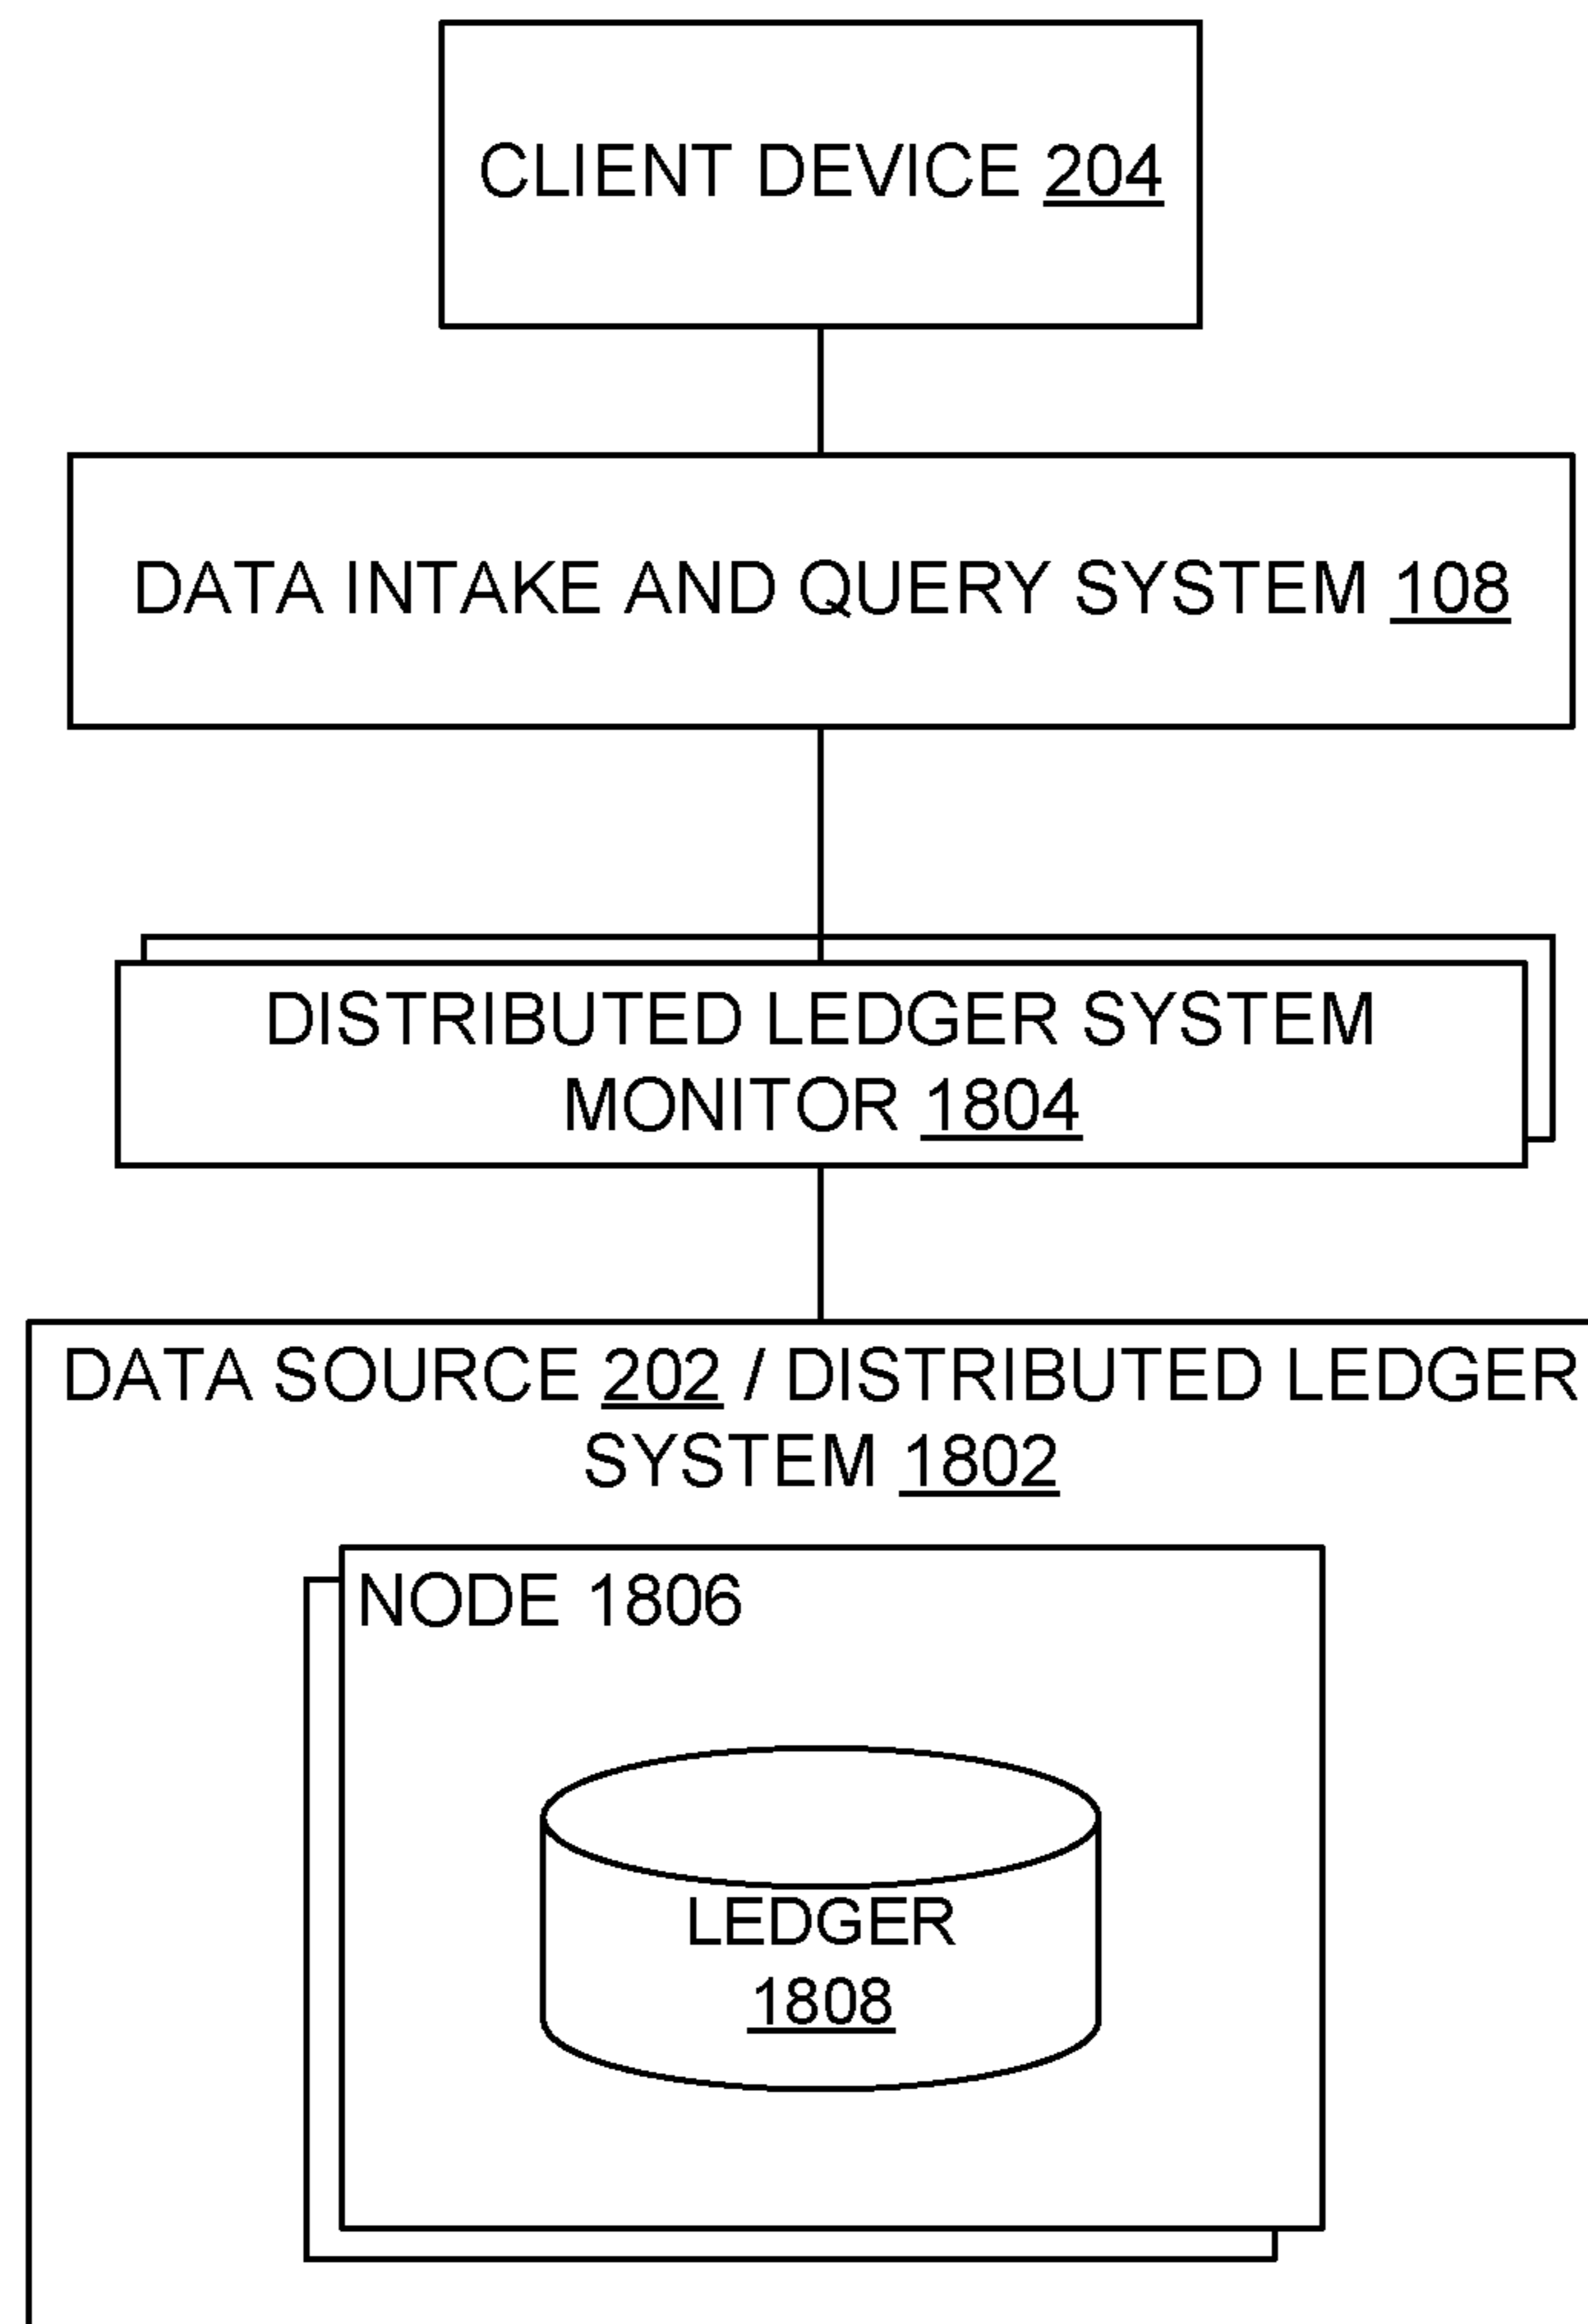 CLIENT DEVICE 204
DATA INTAKE AND QUERY SYSTEM 108
DISTRIBUTED LEDGER SYSTEM
MONITOR 1804
DATA SOURCE 202 / DISTRIBUTED LEDGER
SYSTEM 1802
NODE 1806
LEDGER
1808